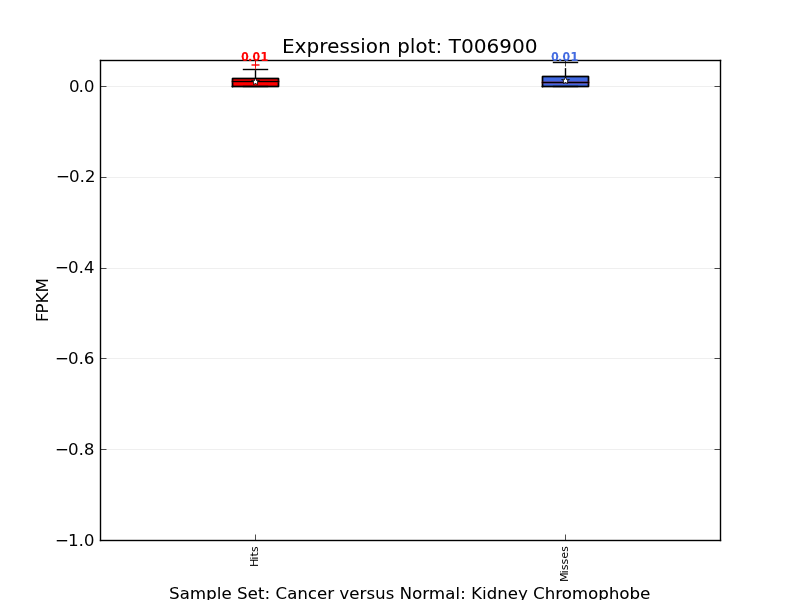 Expression plot: T006900
0.01 0.01
0.0
−0.2
−0.4
−0.6
−0.8
−1.0
FPKM
Hits Misses
Sample Set: Cancer versus Normal: Kidney Chromophobe